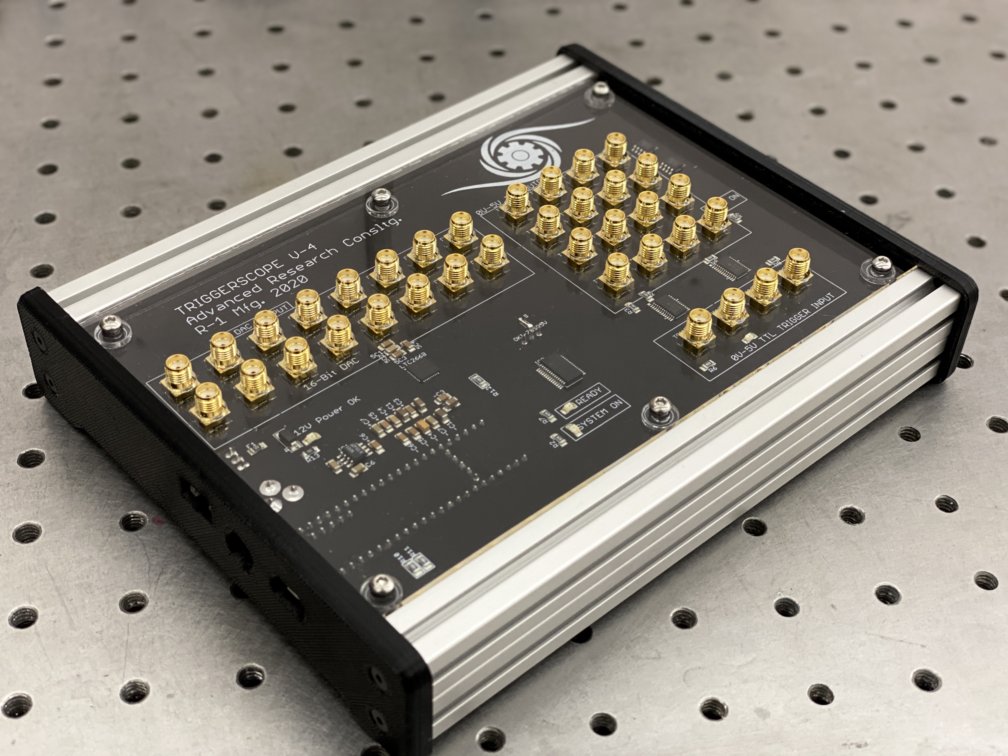 TRIGGERSCOPE V-4
Advanced Research Consltg.
R-1 Mfg. 2020
DAC
16-Bit DAC
0V-5V
ON
0V-5V TTL TRIGGER INPUT
LTC2668
12V Power OK
READY
SYSTEM ON